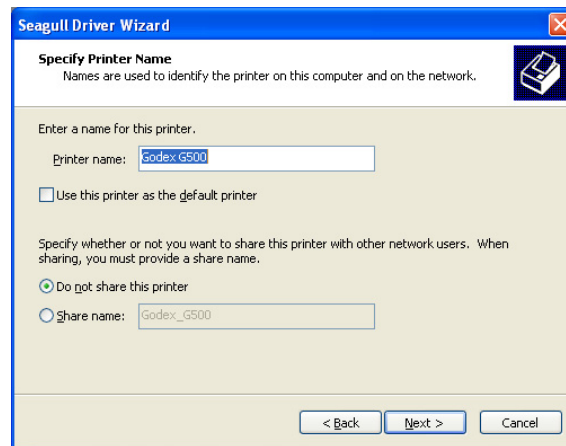 Seagull Driver Wizard
Specify Printer Name
Names are used to identify the printer on this computer and on the network.
Enter a name for this printer.
Printer name: Godex G500
Use this printer as the default printer
Specify whether or not you want to share this printer with other network users. When
sharing, you must provide a share name.
Do not share this printer
Share name: Godex_G500
< Back Next > Cancel